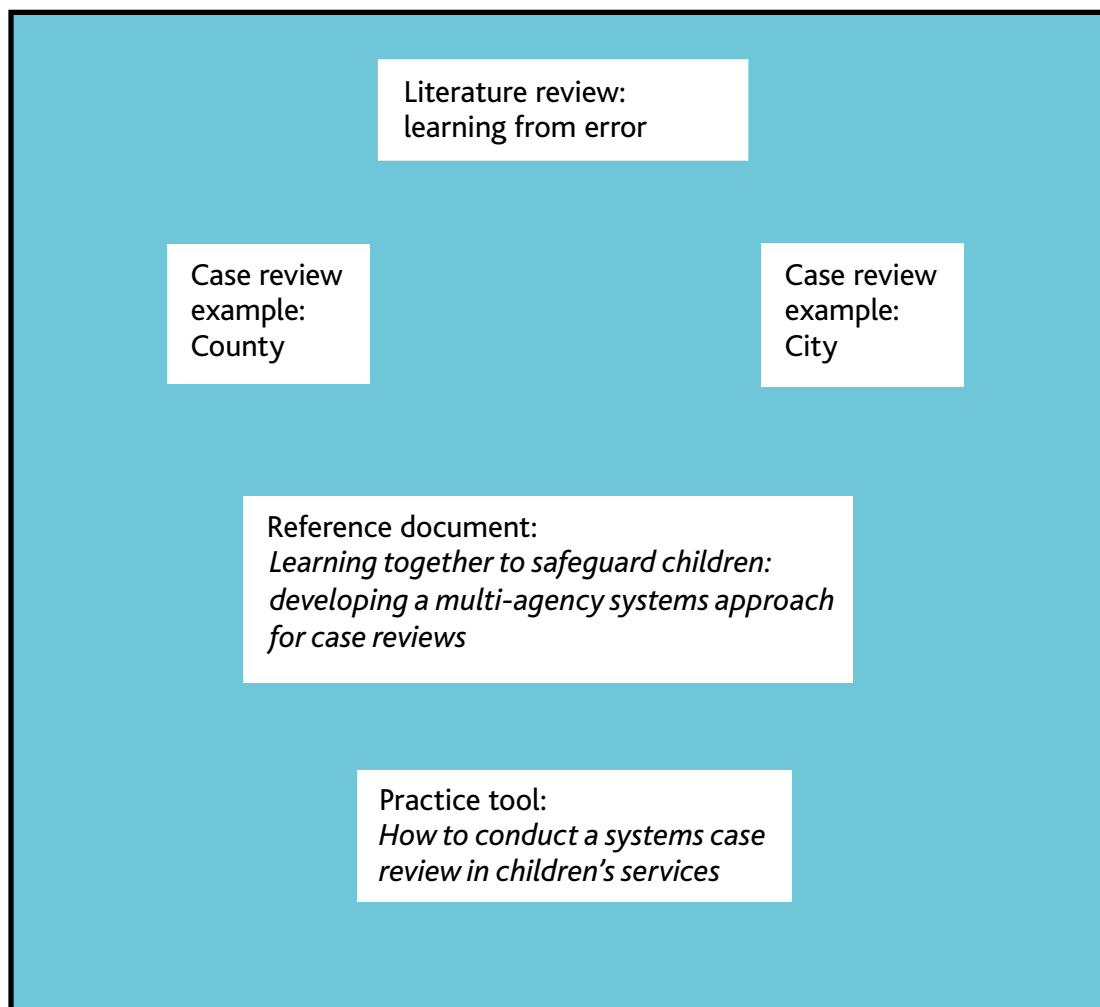 Literature review:
learning from error
Case review
example:
County
Case review
example:
City
Reference document:
Learning together to safeguard children:
developing a multi-agency systems approach
for case reviews
Practice tool:
How to conduct a systems case
review in children’s services